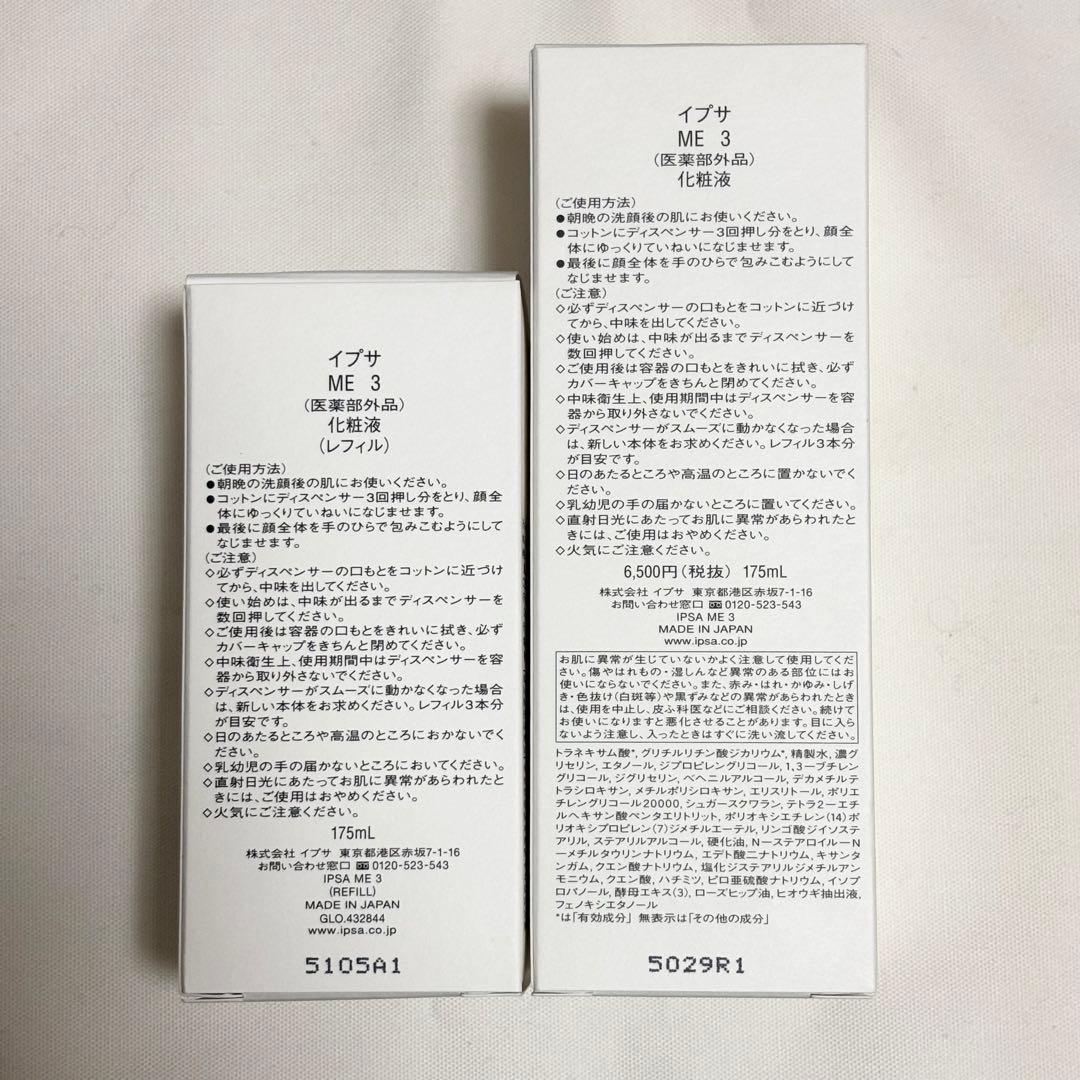 イプサ
ME 3
(医薬部外品)
化粧液
(レフィル)
(ご使用方法)
●朝晩の洗顔後の肌にお使いください。
●コットンにディスペンサー3回押し分をとり、顔全
体にゆっくりていねいになじませます。
●最後に顔全体を手のひらで包みこむようにして
なじませます。
(ご注意)
◇必ずディスペンサーの口もとをコットンに近づけ
てから、中味を出してください。
◇使い始めは、中味が出るまでディスペンサーを
数回押してください。
◇ご使用後は容器の口もとをきれいに拭き、必ず
カバーキャップをきちんと閉めてください。
◇中味衛生上、使用期間中はディスペンサーを容
器から取り外さないでください。
◇ディスペンサーがスムーズに動かなくなった場合
は、新しい本体をお求めください。レフィル3本分
が目安です。
◇日のあたるところや高温のところにおかないでく
ださい。
◇乳幼児の手の届かないところにおいてください。
◇直射日光にあたってお肌に異常があらわれたと
きには、ご使用はおやめください。
◇火気にご注意ください。
175mL
株式会社 イプサ 東京都港区赤坂7-1-16
お問い合わせ窓口 0120-523-543
IPSA ME 3
(REFILL)
MADE IN JAPAN
GLO.432844
www.ipsa.co.jp
5105A1
イプサ
ME 3
(医薬部外品)
化粧液
(ご使用方法)
●朝晩の洗顔後の肌にお使いください。
●コットンにディスペンサー3回押し分をとり、顔全
体にゆっくりていねいになじませます。
●最後に顔全体を手のひらで包みこむようにして
なじませます。
(ご注意)
◇必ずディスペンサーの口もとをコットンに近づけ
てから、中味を出してください。
◇使い始めは、中味が出るまでディスペンサーを
数回押してください。
◇ご使用後は容器の口もとをきれいに拭き、必ず
カバーキャップをきちんと閉めてください。
◇中味衛生上、使用期間中はディスペンサーを容
器から取り外さないでください。
◇ディスペンサーがスムーズに動かなくなった場合
は、新しい本体をお求めください。レフィル3本分
が目安です。
◇日のあたるところや高温のところに置かないでく
ださい。
◇乳幼児の手の届かないところに置いてください。
◇直射日光にあたってお肌に異常があらわれたと
きには、ご使用はおやめください。
◇火気にご注意ください。
6,500円(税抜) 175mL
株式会社 イプサ 東京都港区赤坂7-1-16
お問い合わせ窓口 0120-523-543
IPSA ME 3
MADE IN JAPAN
www.ipsa.co.jp
お肌に異常が生じていないかよく注意して使用してくだ
さい。傷やはれもの・湿しんなど異常のある部位にはお
使いにならないでください。また、赤み・はれ・かゆみ・しげ
き・色抜け(白斑等)や黒ずみなどの異常があらわれたとき
は、使用を中止し、皮ふ科医などにご相談ください。続けて
お使いになりますと悪化させることがあります。目に入ら
ないよう注意し、入ったときはすぐに洗い流してください。
トラネキサム酸*, グリチルリチン酸ジカリウム*, 精製水, 濃グ
リセリン, エタノール, ジプロピレングリコール, 1,3ーブチレン
グリコール, ジグリセリン, ベヘニルアルコール, デカメチルテ
トラシロキサン, メチルポリシロキサン, エリスリトール, ポリエ
チレングリコール20000, シュガースクワラン, テトラ2ーエチ
ルヘキサン酸ペンタエリトリット, ポリオキシエチレン(14)ポ
リオキシプロピレン(7)ジメチルエーテル, リンゴ酸ジイソステ
アリル, ステアリルアルコール, 硬化油, NーステアロイルーN
ーメチルタウリンナトリウム, エデト酸二ナトリウム, キサンタ
ンガム, クエン酸ナトリウム, 塩化ジステアリルジメチルアン
モニウム, クエン酸, ハチミツ, ピロ亜硫酸ナトリウム, イソプ
ロパノール, 酵母エキス(3), ローズヒップ油, ヒオウギ抽出液,
フェノキシエタノール
*は「有効成分」 無表示は「その他の成分」
5029R1